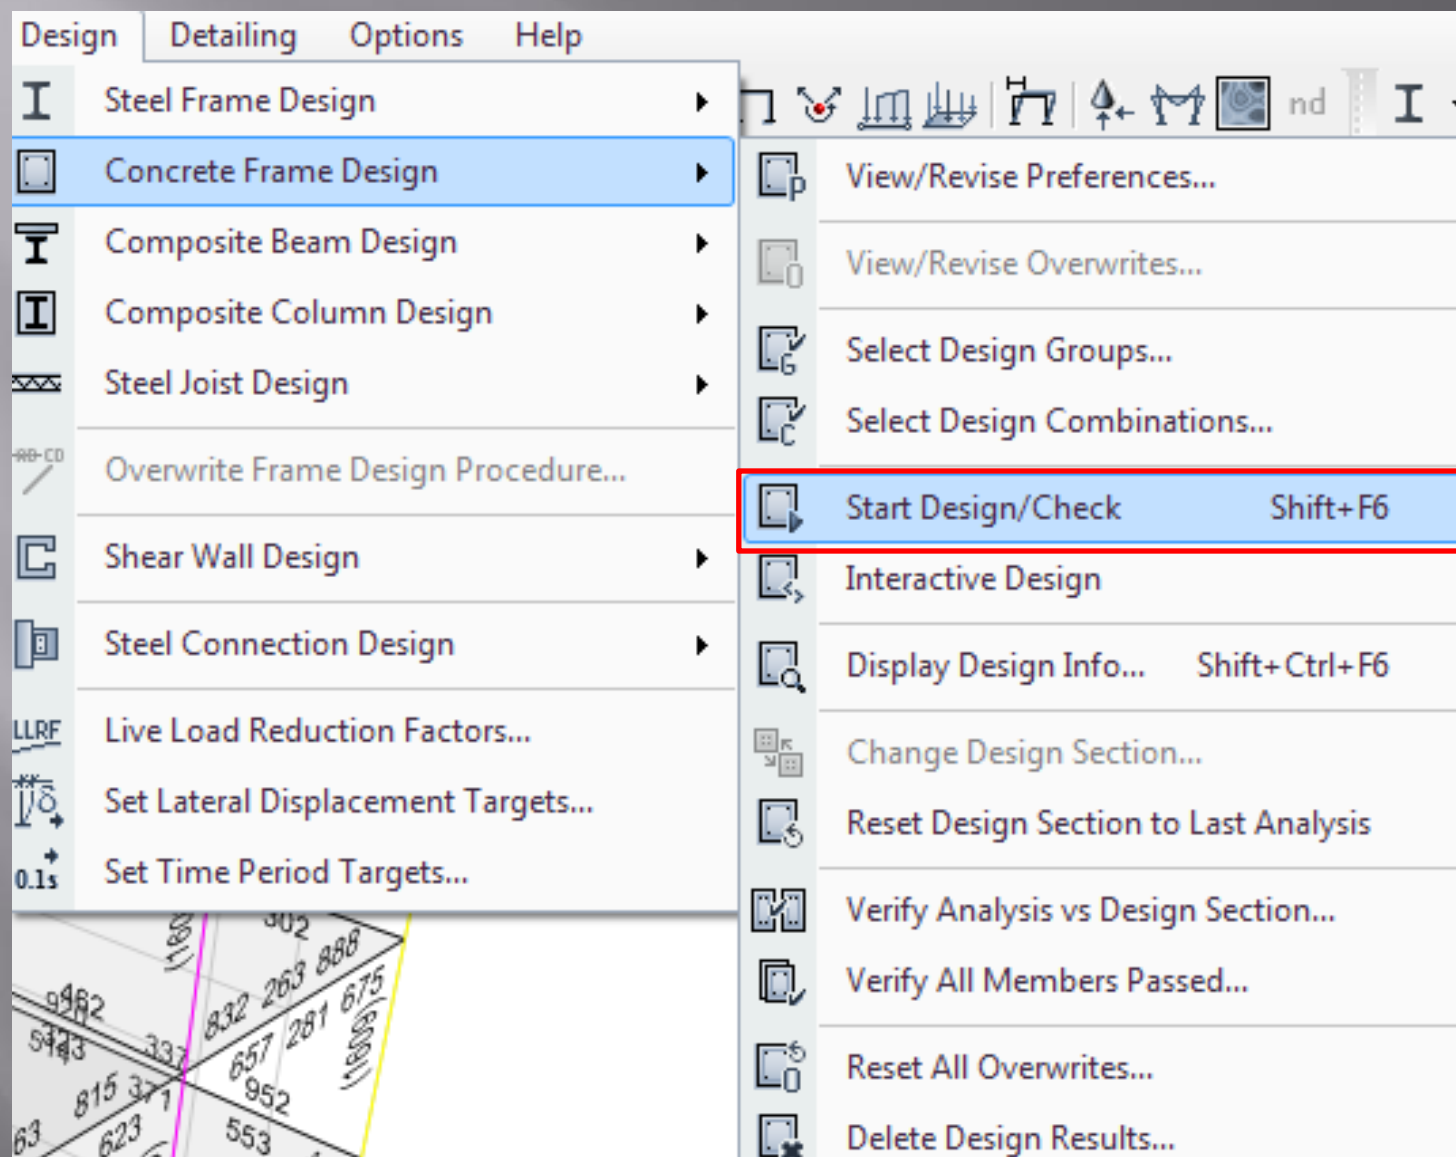 Design Detailing Options Help
Steel Frame Design
Concrete Frame Design
Composite Beam Design
Composite Column Design
Steel Joist Design
Overwrite Frame Design Procedure...
Shear Wall Design
Steel Connection Design
LLRF Live Load Reduction Factors...
Set Lateral Displacement Targets...
0.1s Set Time Period Targets...
nd
View/Revise Preferences...
View/Revise Overwrites...
Select Design Groups...
Select Design Combinations...
Start Design/Check Shift+F6
Interactive Design
Display Design Info... Shift+Ctrl+F6
Change Design Section...
Reset Design Section to Last Analysis
Verify Analysis vs Design Section...
Verify All Members Passed...
Reset All Overwrites...
Delete Design Results...
302
832 263 888
657 281 675
337
952
815 371
623
553
63